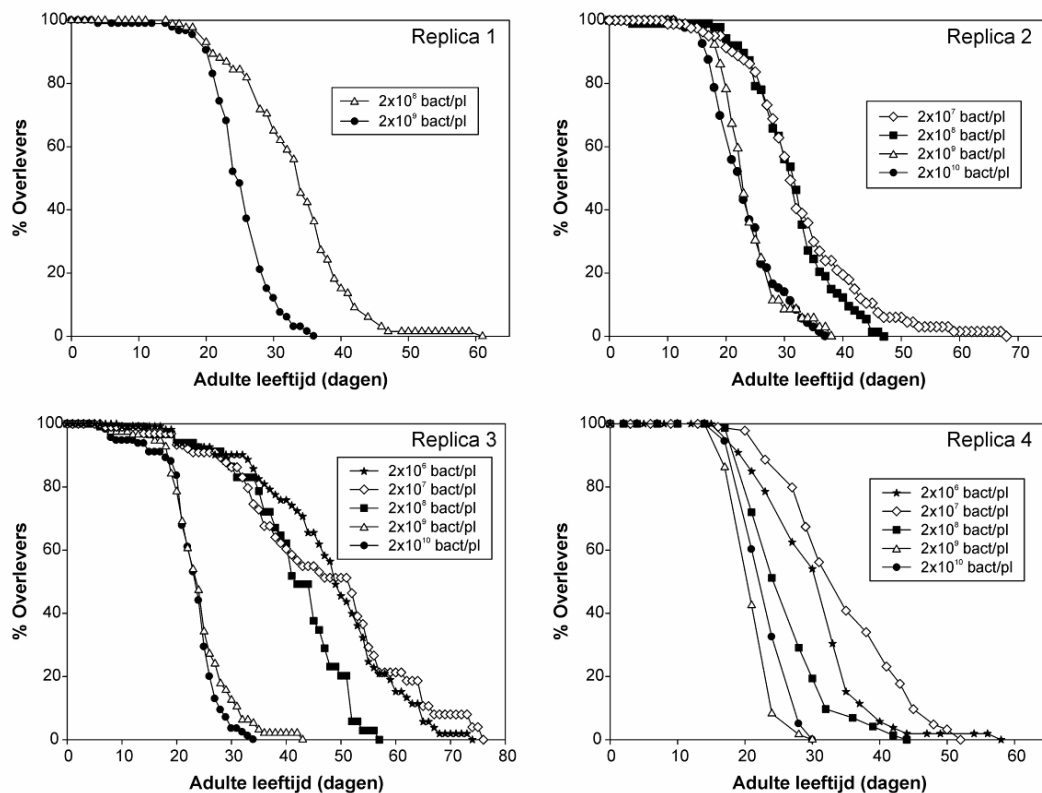 Replica 1
% Overlevers
100
80
60
40
20
0
2x10⁸ bact/pl
2x10⁹ bact/pl
0 10 20 30 40 50 60
Adulte leeftijd (dagen)
Replica 2
% Overlevers
100
80
60
40
20
0
2x10⁷ bact/pl
2x10⁸ bact/pl
2x10⁹ bact/pl
2x10¹⁰ bact/pl
0 10 20 30 40 50 60 70
Adulte leeftijd (dagen)
Replica 3
% Overlevers
100
80
60
40
20
0
2x10⁶ bact/pl
2x10⁷ bact/pl
2x10⁸ bact/pl
2x10⁹ bact/pl
2x10¹⁰ bact/pl
0 10 20 30 40 50 60 70 80
Adulte leeftijd (dagen)
Replica 4
% Overlevers
100
80
60
40
20
0
2x10⁶ bact/pl
2x10⁷ bact/pl
2x10⁸ bact/pl
2x10⁹ bact/pl
2x10¹⁰ bact/pl
0 10 20 30 40 50 60
Adulte leeftijd (dagen)